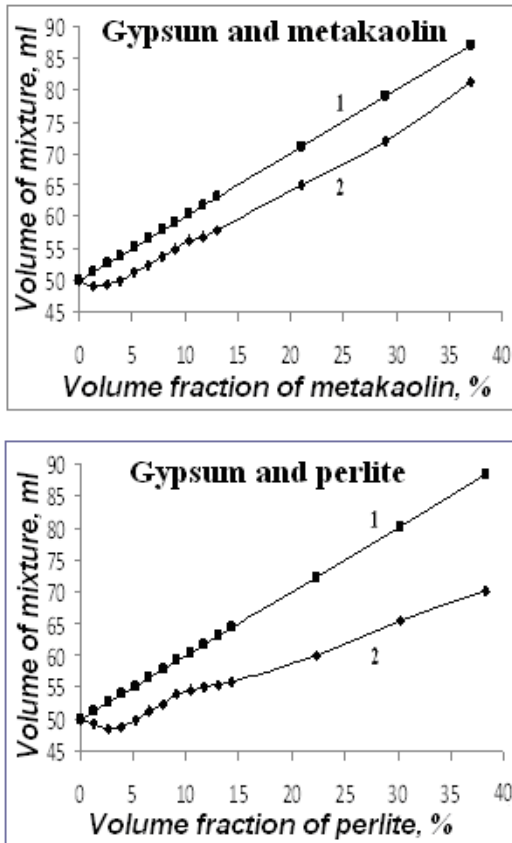 Gypsum and metakaolin
Volume of mixture, ml
90
85
80
75
70
65
60
55
50
45
1
2
0 5 10 15 20 25 30 35 40
Volume fraction of metakaolin, %
Gypsum and perlite
Volume of mixture, ml
90
80
70
60
55
50
45
1
2
0 5 10 15 20 25 30 35 40
Volume fraction of perlite, %